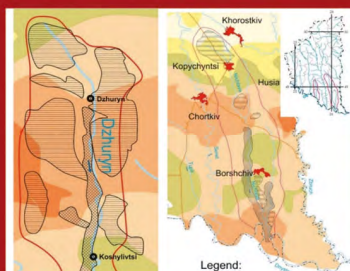 Dzhuryn
Dzhuryn
Koshylivtsi
Khorostkiv
Kopychyntsi
Husia
Chortkiv
Borshchiv
Legend: